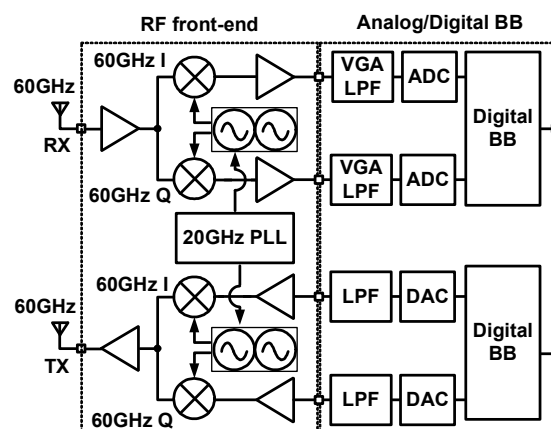 RF front-end
Analog/Digital BB
60GHz I
60GHz
RX
60GHz Q
VGA
LPF
ADC
VGA
LPF
ADC
Digital
BB
20GHz PLL
60GHz I
60GHz
TX
60GHz Q
LPF
DAC
LPF
DAC
Digital
BB